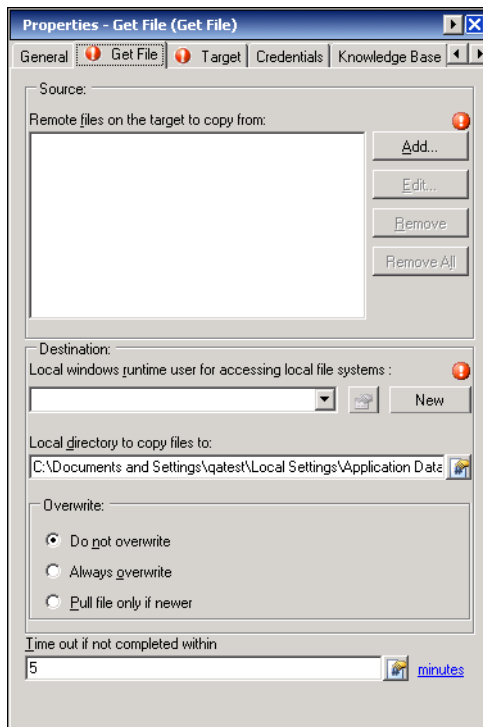 Properties - Get File (Get File)
General Get File Target Credentials Knowledge Base
Source:
Remote files on the target to copy from:
Add...
Edit...
Remove
Remove All
Destination:
Local windows runtime user for accessing local file systems :
New
Local directory to copy files to:
C:\Documents and Settings\qatest\Local Settings\Application Data
Overwrite:
Do not overwrite
Always overwrite
Pull file only if newer
Time out if not completed within
5 minutes